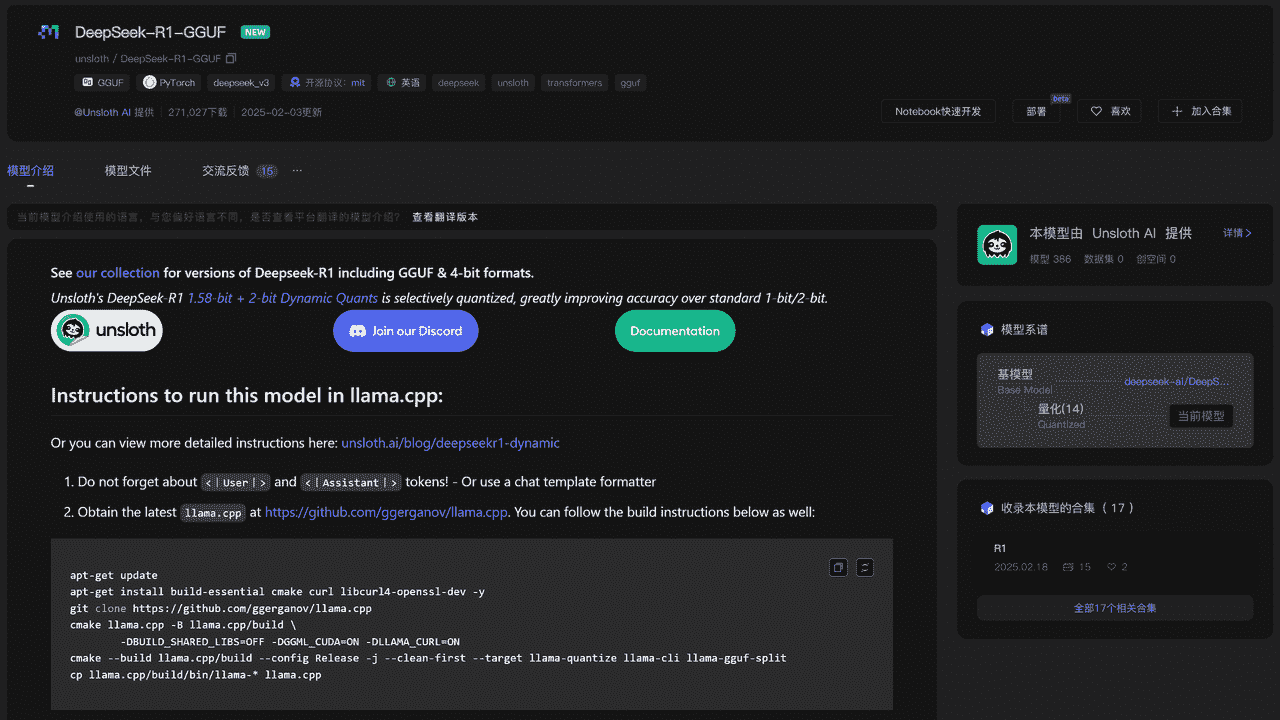 DeepSeek-R1-GGUF NEW
unsloth / DeepSeek-R1-GGUF
GGUF PyTorch deepseek_v3 开源协议: mit 英语 deepseek unsloth transformers gguf
@Unsloth AI 提供 271,027下载 2025-02-03更新
Notebook快速开发 部署 beta 喜欢 加入合集
模型介绍 模型文件 交流反馈 15 ···
当前模型介绍使用的语言，与您偏好语言不同，是否查看平台翻译的模型介绍？ 查看翻译版本
See our collection for versions of Deepseek-R1 including GGUF & 4-bit formats.
Unsloth's DeepSeek-R1 1.58-bit + 2-bit Dynamic Quants is selectively quantized, greatly improving accuracy over standard 1-bit/2-bit.
unsloth Join our Discord Documentation
Instructions to run this model in llama.cpp:
Or you can view more detailed instructions here: unsloth.ai/blog/deepseekr1-dynamic
1. Do not forget about <｜User｜> and <｜Assistant｜> tokens! - Or use a chat template formatter
2. Obtain the latest llama.cpp at https://github.com/ggerganov/llama.cpp. You can follow the build instructions below as well:
apt-get update
apt-get install build-essential cmake curl libcurl4-openssl-dev -y
git clone https://github.com/ggerganov/llama.cpp
cmake llama.cpp -B llama.cpp/build \
-DBUILD_SHARED_LIBS=OFF -DGGML_CUDA=ON -DLLAMA_CURL=ON
cmake --build llama.cpp/build --config Release -j --clean-first --target llama-quantize llama-cli llama-gguf-split
cp llama.cpp/build/bin/llama-* llama.cpp
本模型由 Unsloth AI 提供 详情
模型 386 数据集 0 创空间 0
模型系谱
基模型 deepseek-ai/DeepS...
Base Model
量化(14) 当前模型
Quantized
收录本模型的合集 ( 17 )
R1
2025.02.18 15 2
全部17个相关合集